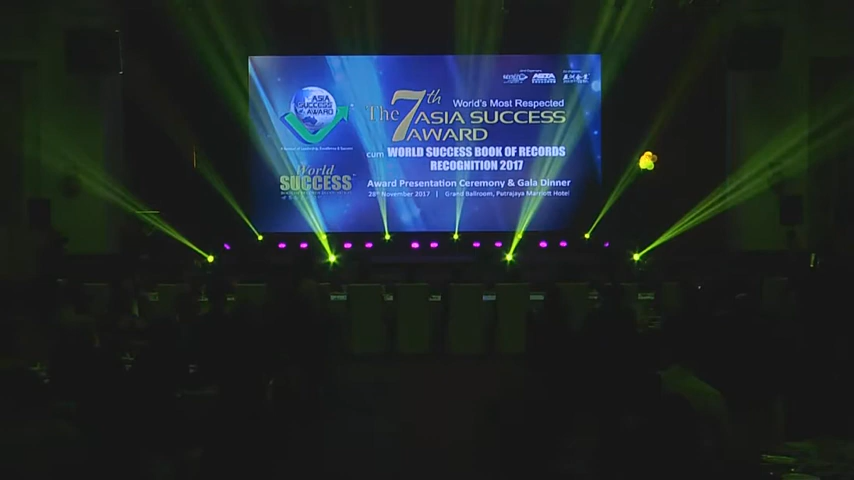 ASIA
SUCCESS
AWARD
World
SUCCESS
The 7th
World's Most Respected
ASIA SUCCESS
AWARD
cum WORLD SUCCESS BOOK OF RECORDS
RECOGNITION 2017
Award Presentation Ceremony & Gala Dinner
28th November 2017 | Grand Ballroom, Putrajaya Marriott Hotel